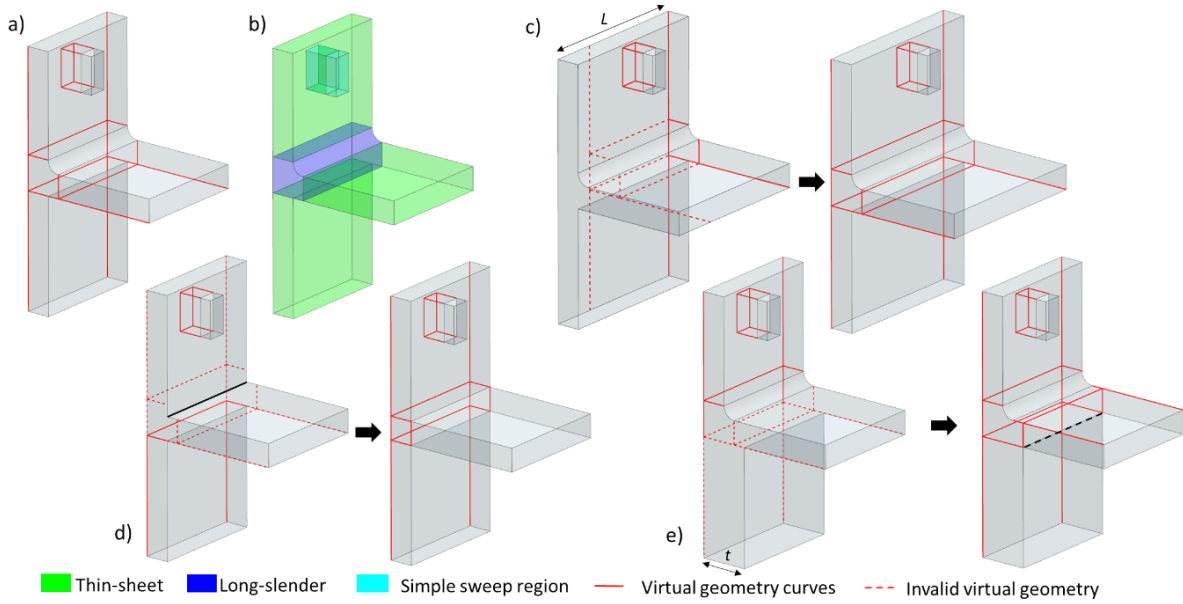 a)
b)
c)
L
d)
e)
t
Thin-sheet
Long-slender
Simple sweep region
Virtual geometry curves
Invalid virtual geometry